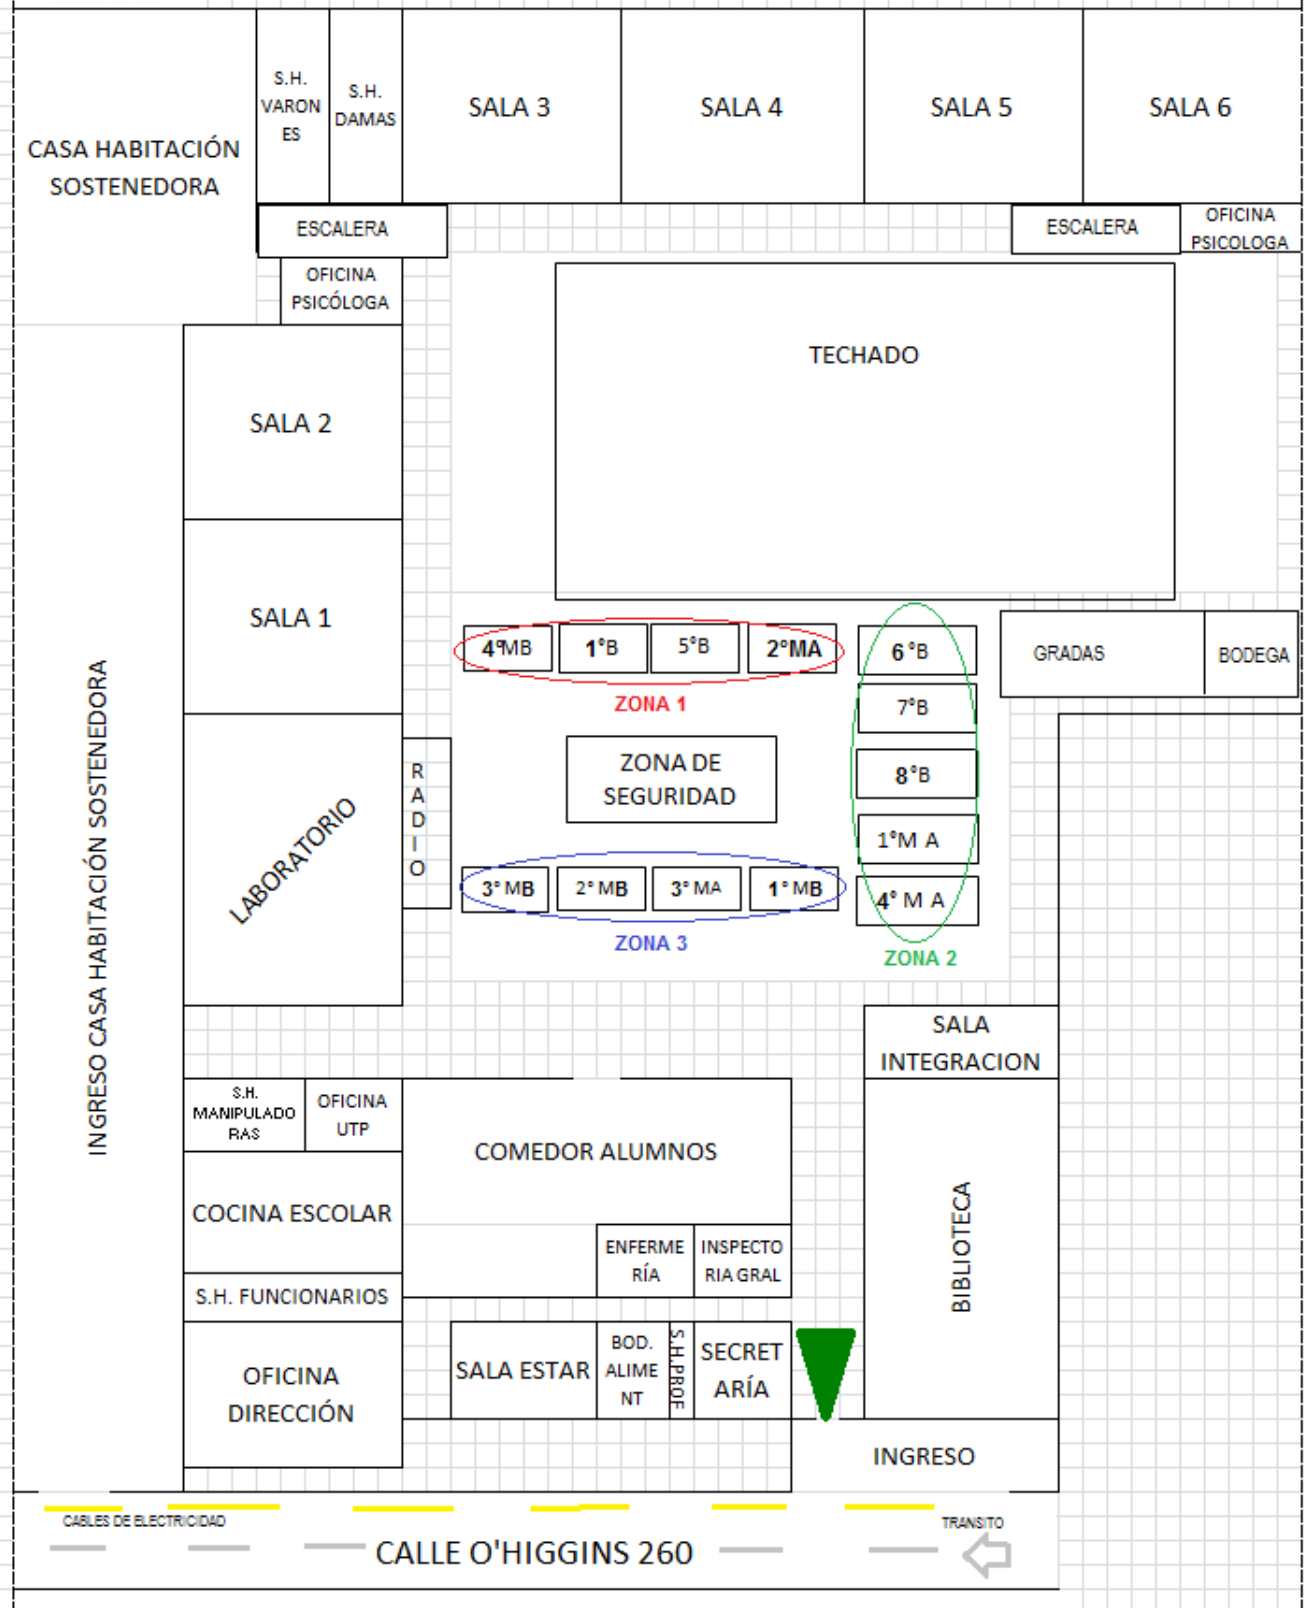 S.H.
VARON
ES
S.H.
DAMAS
SALA 3
SALA 4
SALA 5
SALA 6
CASA HABITACIÓN
SOSTENEDORA
ESCALERA
ESCALERA
OFICINA
PSICOLOGA
OFICINA
PSICÓLOGA
TECHADO
SALA 2
SALA 1
4ºMB
1°B
5°B
2ºMA
ZONA 1
6°B
7°B
8°B
1°M A
4° M A
ZONA 2
GRADAS
BODEGA
ZONA DE
SEGURIDAD
RADIO
LABORATORIO
3° MB
2° MB
3° MA
1° MB
ZONA 3
INGRESO CASA HABITACIÓN SOSTENEDORA
SALA
INTEGRACION
S.H.
MANIPULADO
RAS
OFICINA
UTP
COMEDOR ALUMNOS
COCINA ESCOLAR
BIBLIOTECA
ENFERME
RÍA
INSPECTO
RIA GRAL
S.H. FUNCIONARIOS
OFICINA
DIRECCIÓN
SALA ESTAR
BOD.
ALIME
NT
S.H.PROF
SECRET
ARÍA
INGRESO
CABLES DE ELECTRICIDAD
TRANSITO
CALLE O'HIGGINS 260